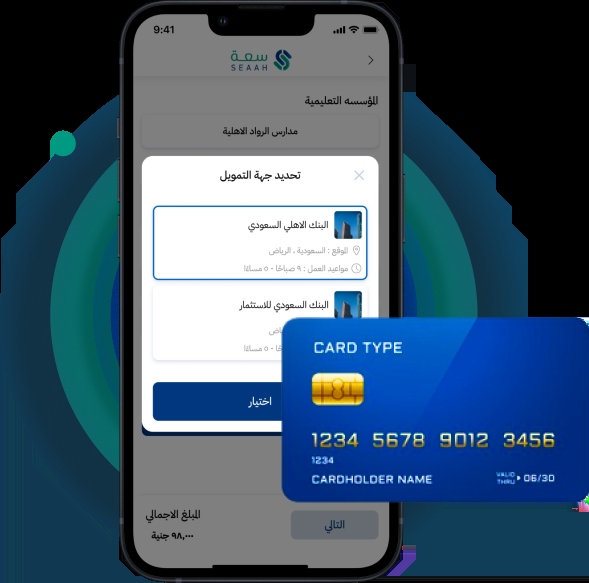 9:41
سعة
SEAAH
المؤسسه التعليمية
مدارس الرواد الاهلية
تحديد جهة التمويل
البنك الاهلي السعودي
الموقع : السعودية ، الرياض
مواعيد العمل : ٩ صباحًا - ٥ مساءًا
البنك السعودي للاستثمار
٥ مساءًا
اختيار
CARD TYPE
1234 5678 9012 3456
1234
CARDHOLDER NAME
VALID THRU 06/30
المبلغ الاجمالي
٩٨,٠٠٠ جنية
التالي